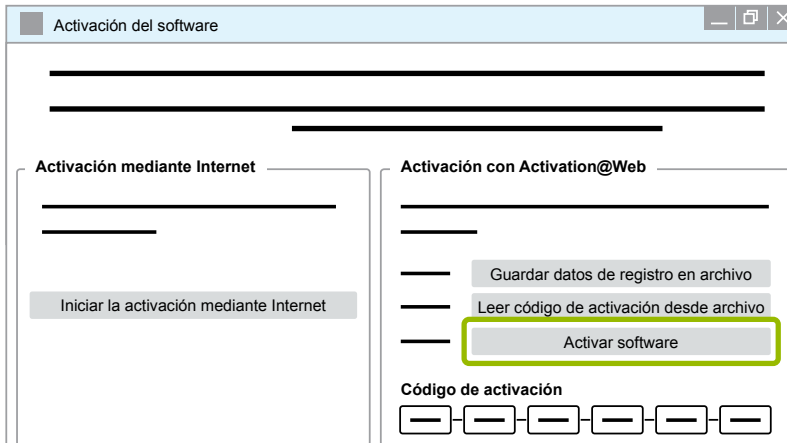 Activación del software
Activación mediante Internet
Iniciar la activación mediante Internet
Activación con Activation@Web
Guardar datos de registro en archivo
Leer código de activación desde archivo
Activar software
Código de activación